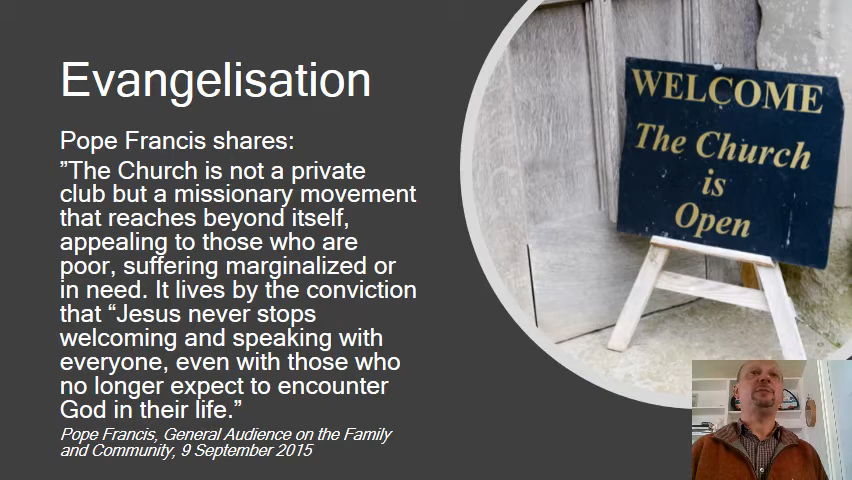 Evangelisation
Pope Francis shares:
”The Church is not a private
club but a missionary movement
that reaches beyond itself,
appealing to those who are
poor, suffering marginalized or
in need. It lives by the conviction
that “Jesus never stops
welcoming and speaking with
everyone, even with those who
no longer expect to encounter
God in their life.”
Pope Francis, General Audience on the Family
and Community, 9 September 2015
WELCOME
The Church
is
Open